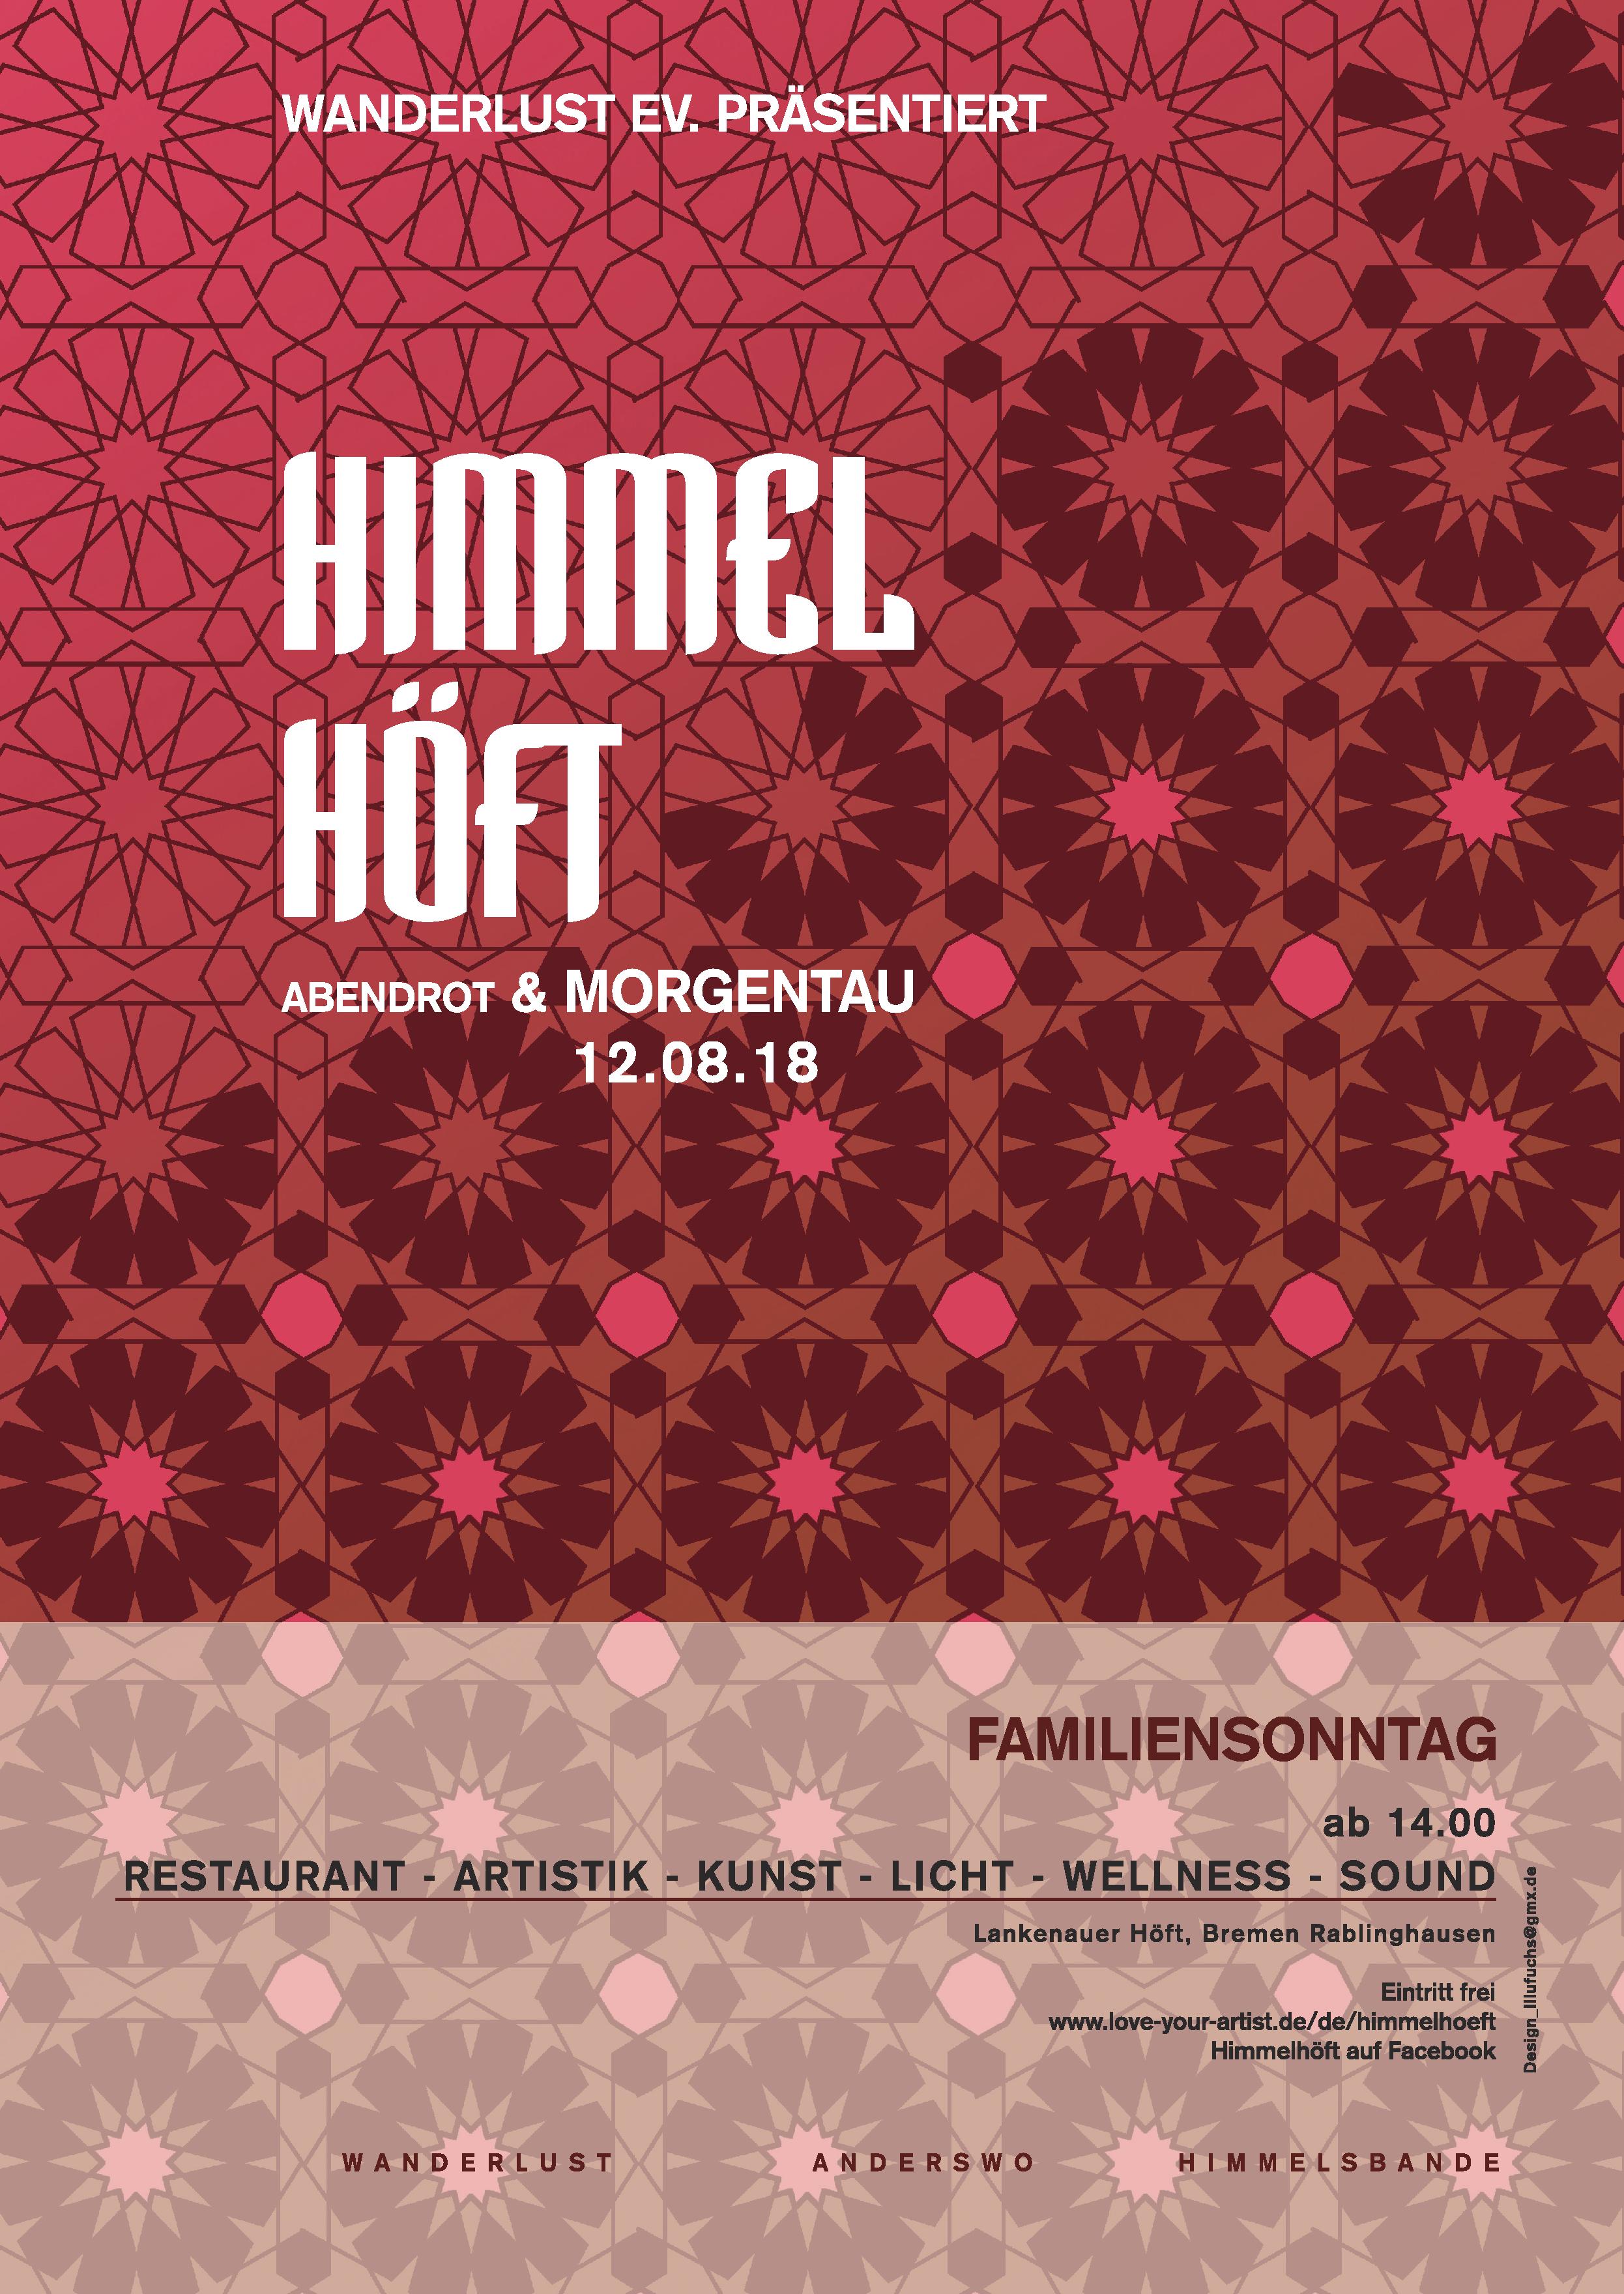 WANDERLUST EV. PRÄSENTIERT
HIMMEL
HÖFT
ABENDROT & MORGENTAU
12.08.18
FAMILIENSONNTAG
ab 14.00
RESTAURANT - ARTISTIK - KUNST - LICHT - WELLNESS - SOUND
Lankenauer Höft, Bremen Rablinghausen
Eintritt frei
www.love-your-artist.de/de/himmelhoeft
Himmelhöft auf Facebook
Design_Illufuchs@gmx.de
WANDERLUST ANDERSWO HIMMELSBANDE